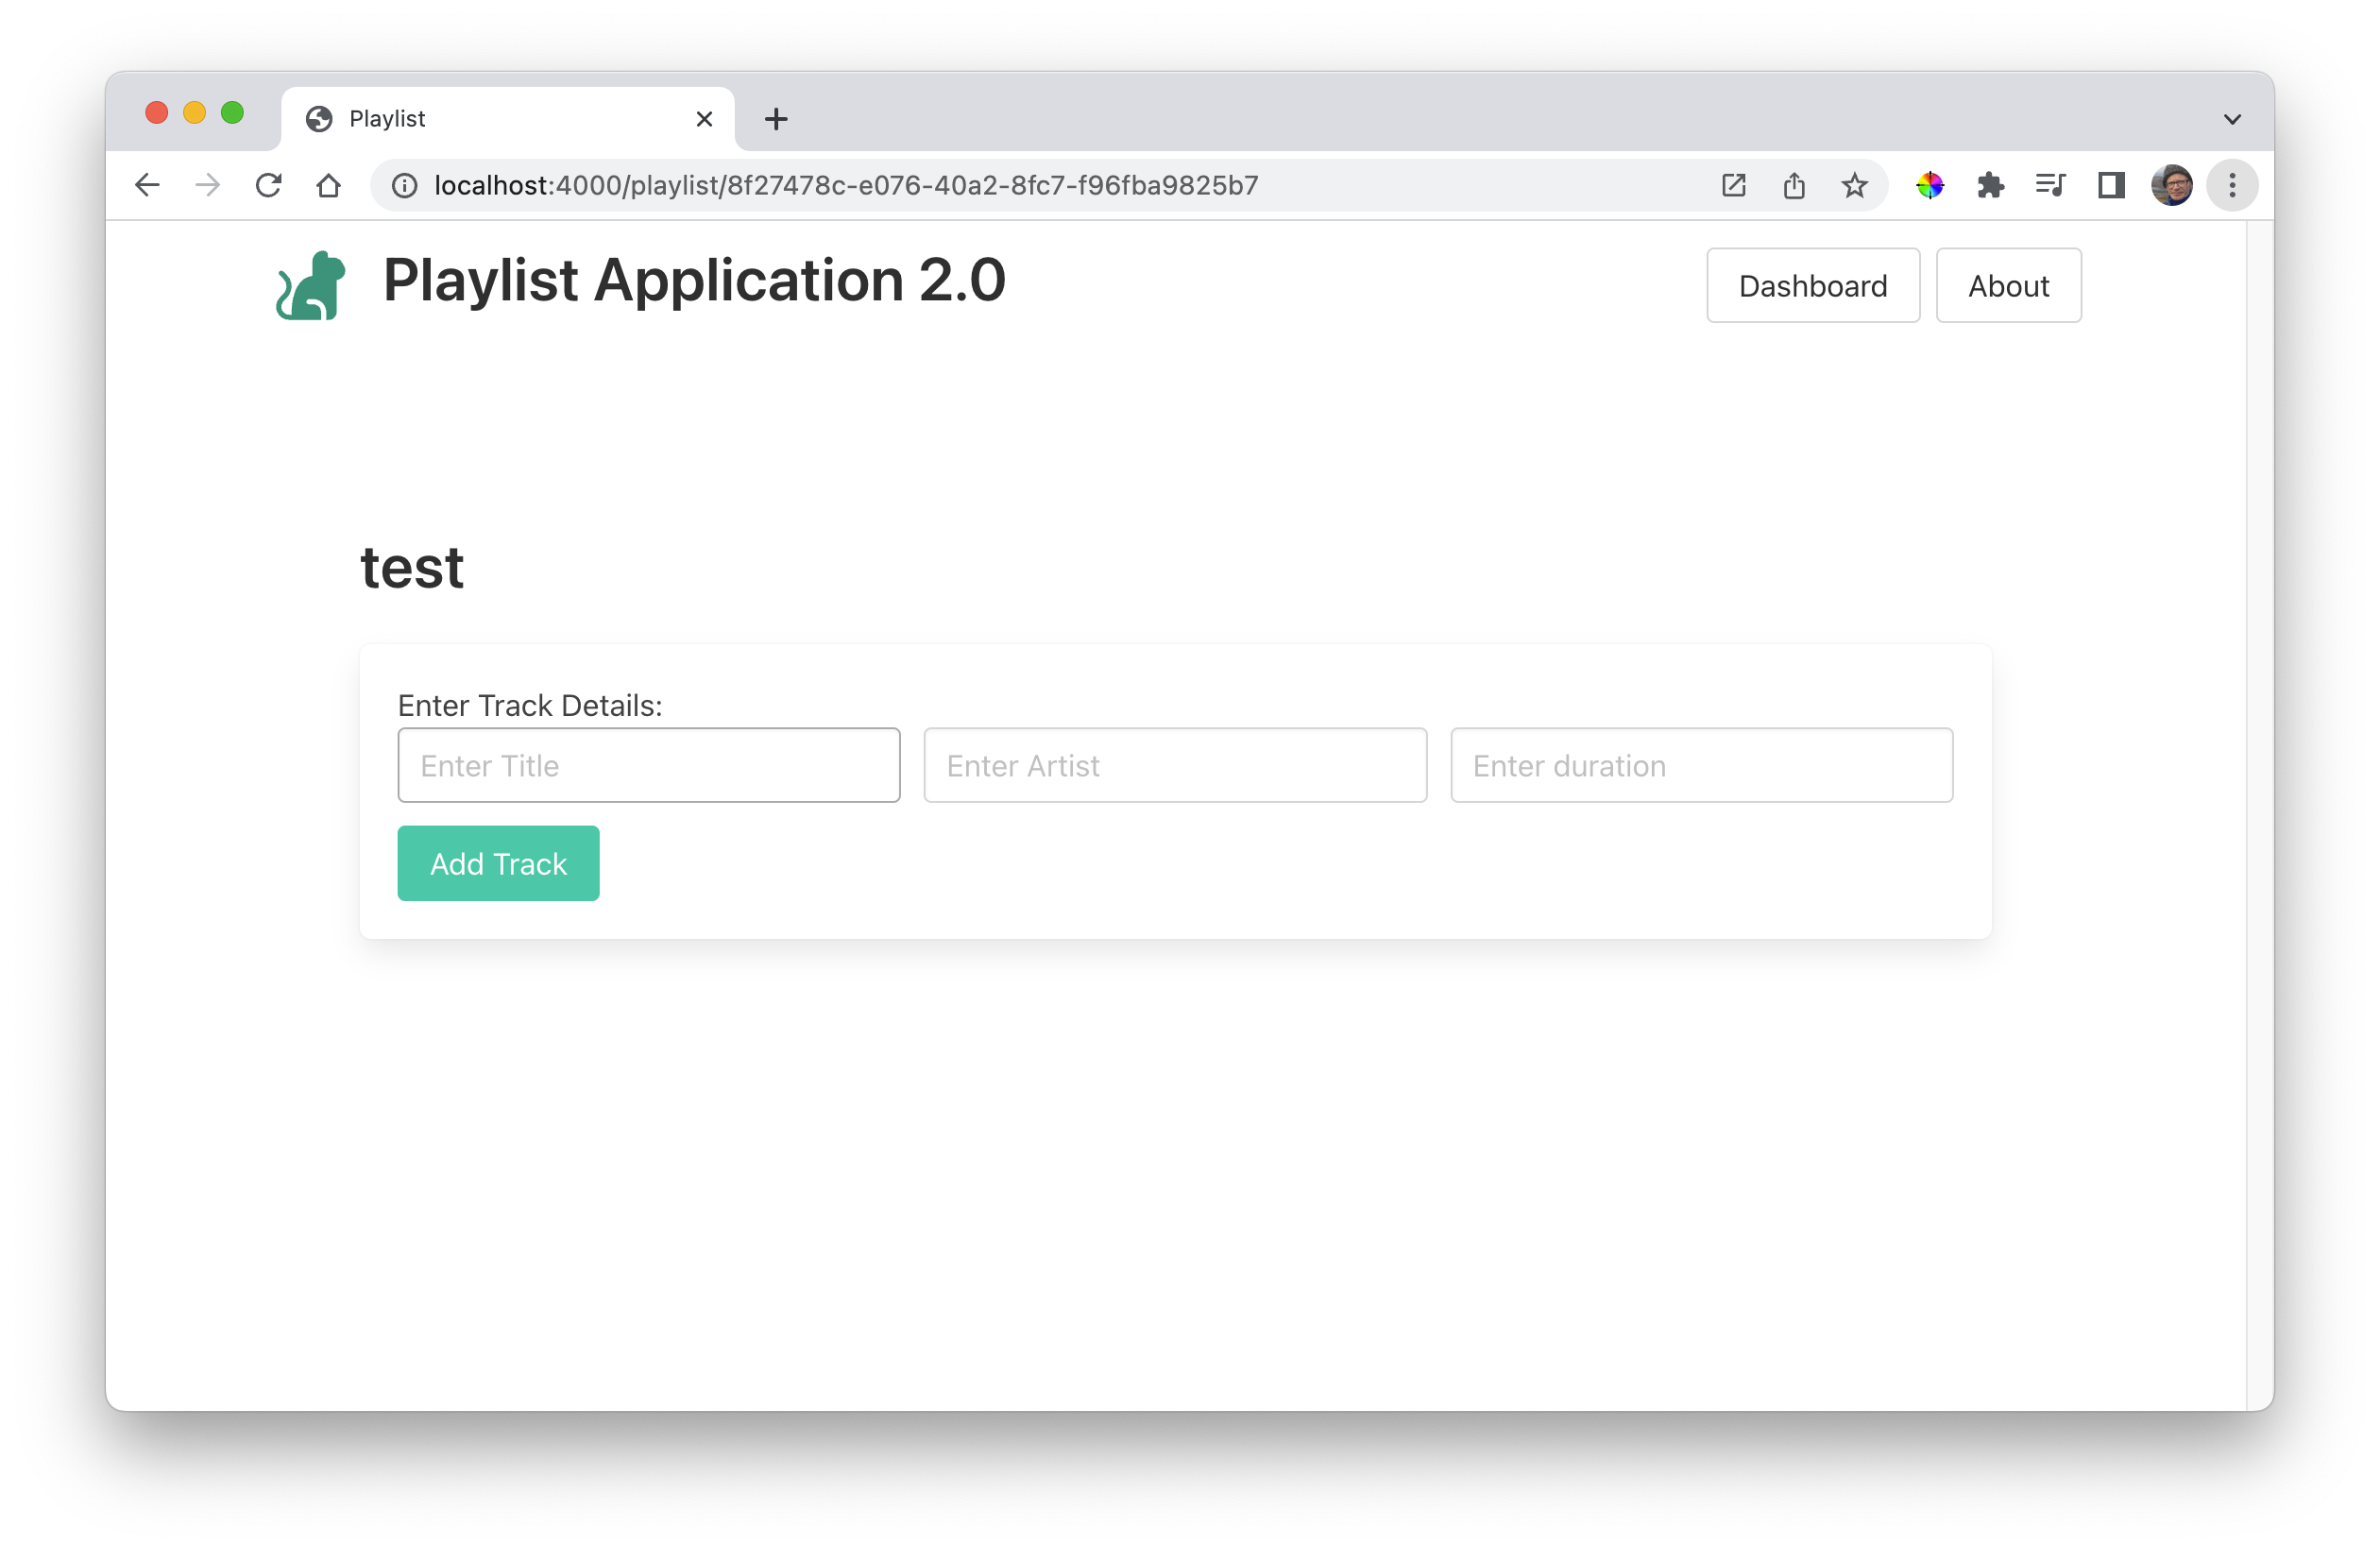 Playlist
localhost:4000/playlist/8f27478c-e076-40a2-8fc7-f96fba9825b7
Playlist Application 2.0
Dashboard
About
test
Enter Track Details:
Enter Title
Enter Artist
Enter duration
Add Track